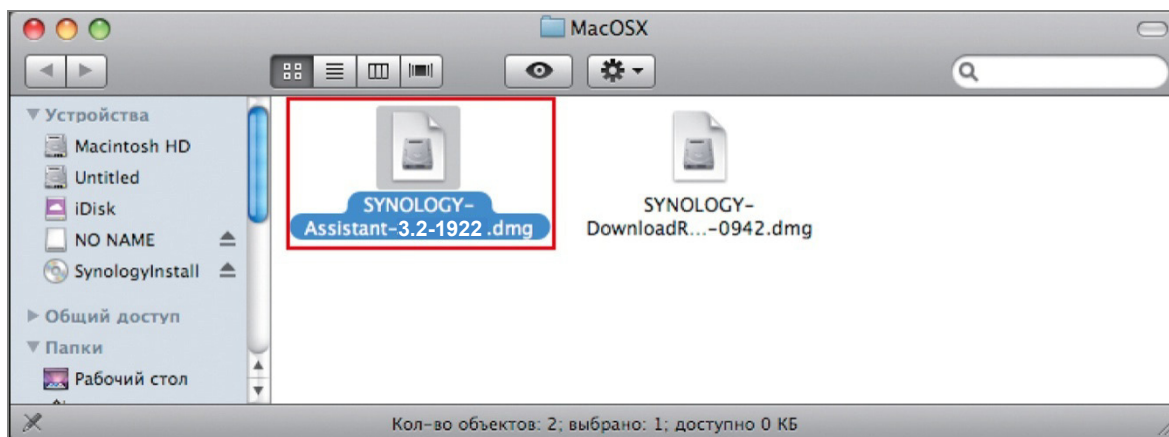 MacOSX
Устройства
Macintosh HD
Untitled
iDisk
NO NAME
SynologyInstall
Общий доступ
Папки
Рабочий стол
SYNOLOGY-
Assistant-3.2-1922 .dmg
SYNOLOGY-
DownloadR...-0942.dmg
Кол-во объектов: 2; выбрано: 1; доступно 0 КБ